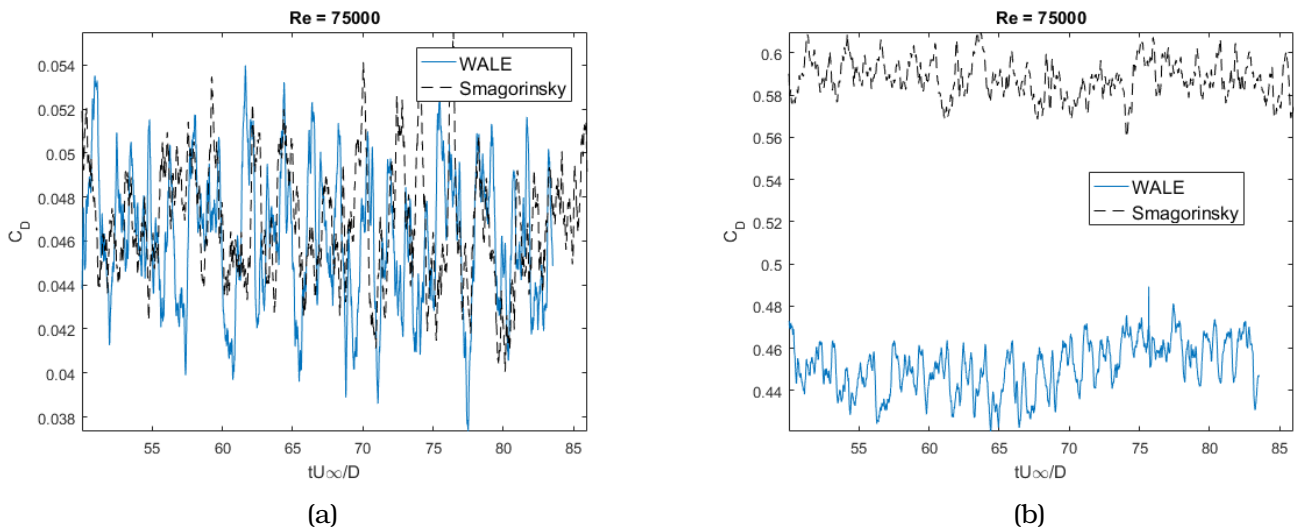 Re = 75000
WALE
Smagorinsky
0.054
0.052
0.05
0.048
0.046
0.044
0.042
0.04
0.038
C_D
55 60 65 70 75 80 85
tU∞/D
(a)
Re = 75000
0.6
0.58
0.56
0.54
0.52
0.5
0.48
0.46
0.44
C_D
WALE
Smagorinsky
55 60 65 70 75 80 85
tU∞/D
(b)